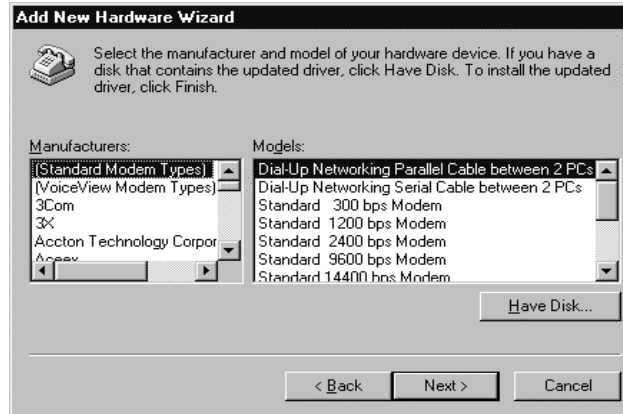 Add New Hardware Wizard
Select the manufacturer and model of your hardware device. If you have a
disk that contains the updated driver, click Have Disk. To install the updated
driver, click Finish.
Manufacturers:
(Standard Modem Types)
(VoiceView Modem Types)
3Com
3X
Accton Technology Corpor
Aceex
Models:
Dial-Up Networking Parallel Cable between 2 PCs
Dial-Up Networking Serial Cable between 2 PCs
Standard 300 bps Modem
Standard 1200 bps Modem
Standard 2400 bps Modem
Standard 9600 bps Modem
Standard 14400 bps Modem
Have Disk...
< Back
Next >
Cancel